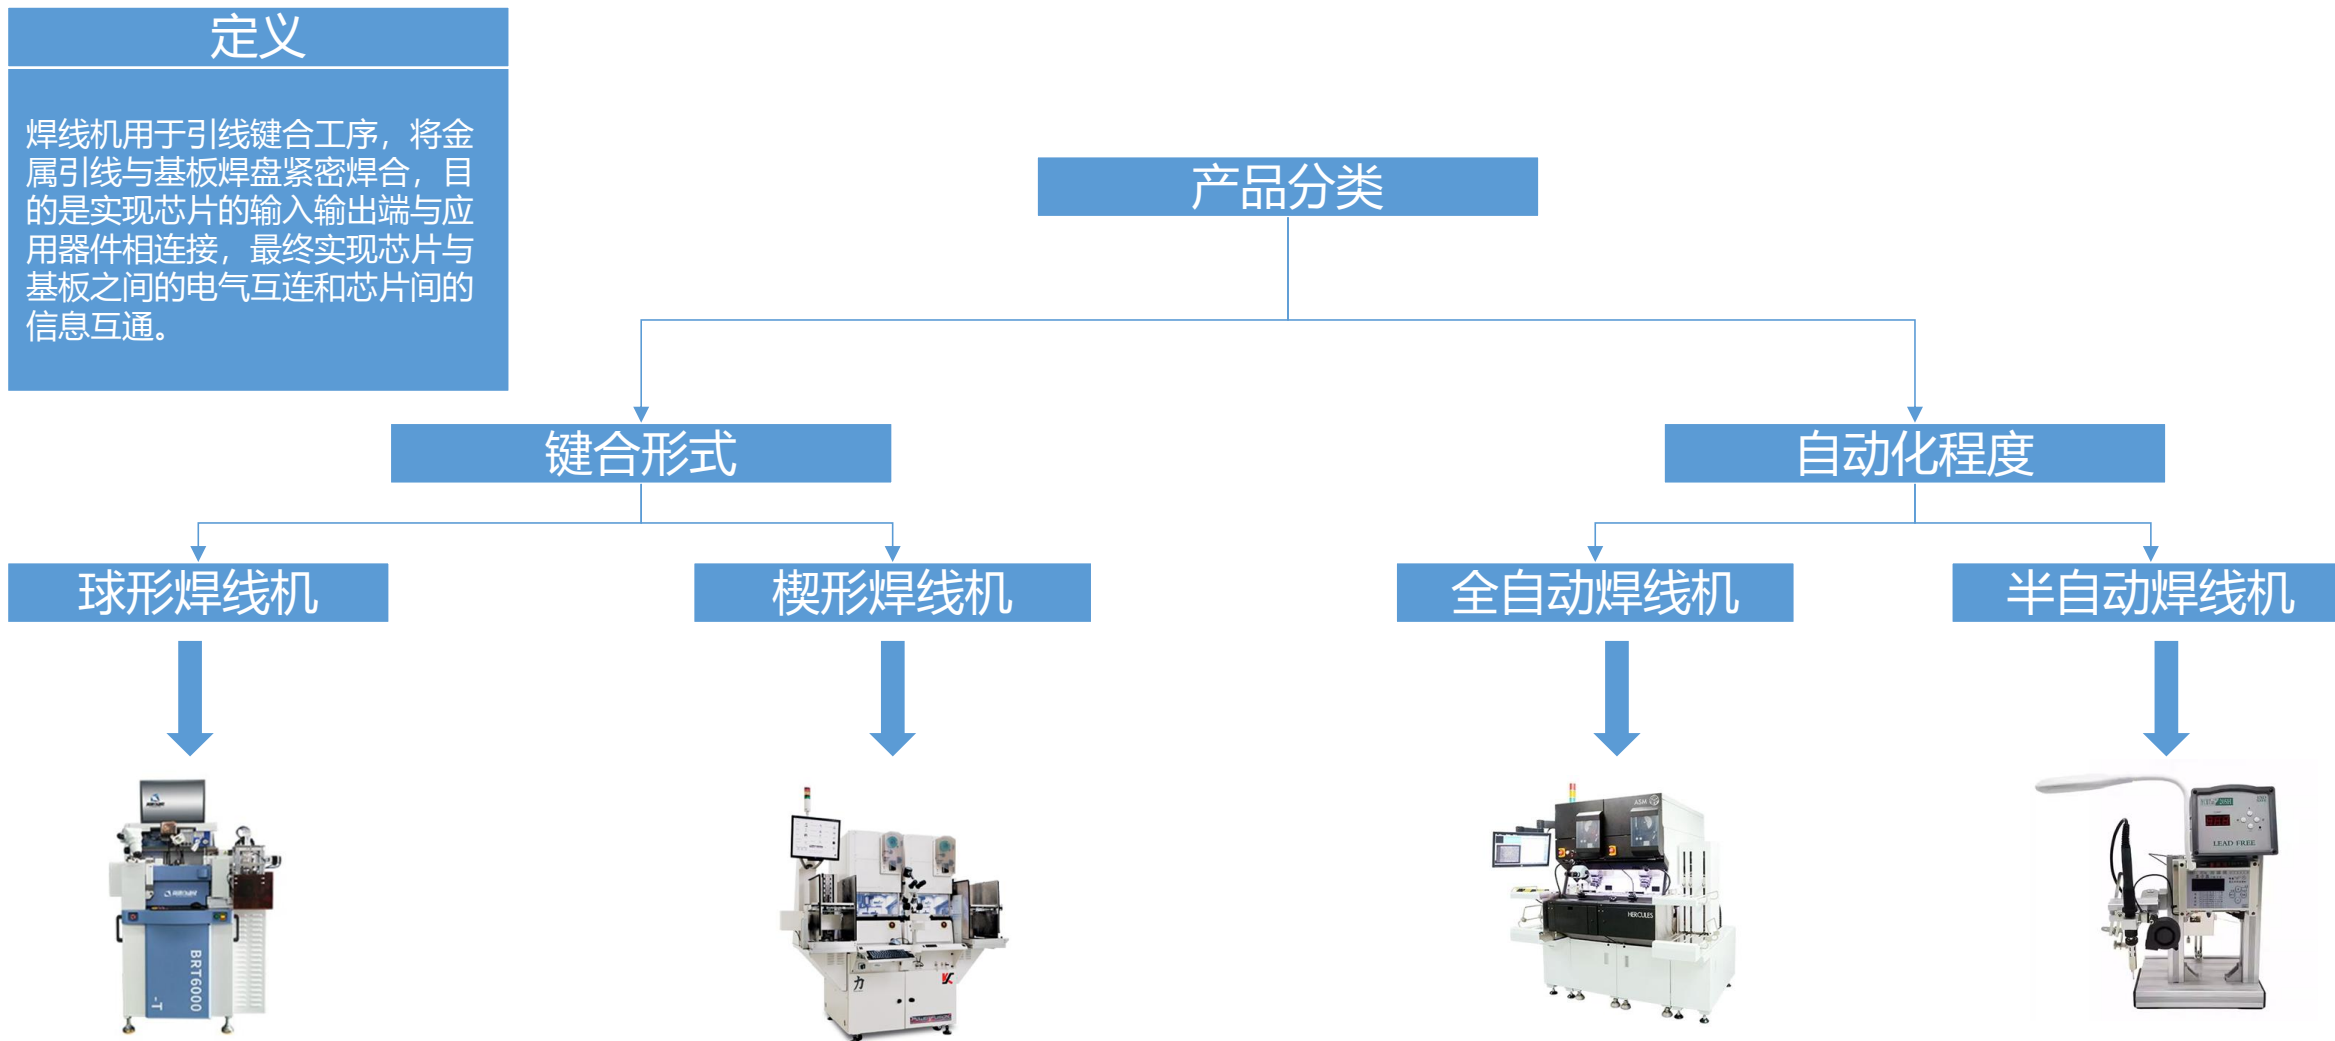 定义
焊线机用于引线键合工序，将金
属引线与基板焊盘紧密焊合，目
的是实现芯片的输入输出端与应
用器件相连接，最终实现芯片与
基板之间的电气互连和芯片间的
信息互通。
产品分类
键合形式
自动化程度
球形焊线机
楔形焊线机
全自动焊线机
半自动焊线机
BRT6000
-T
力
ASM
HERCULES
LEAD FREE